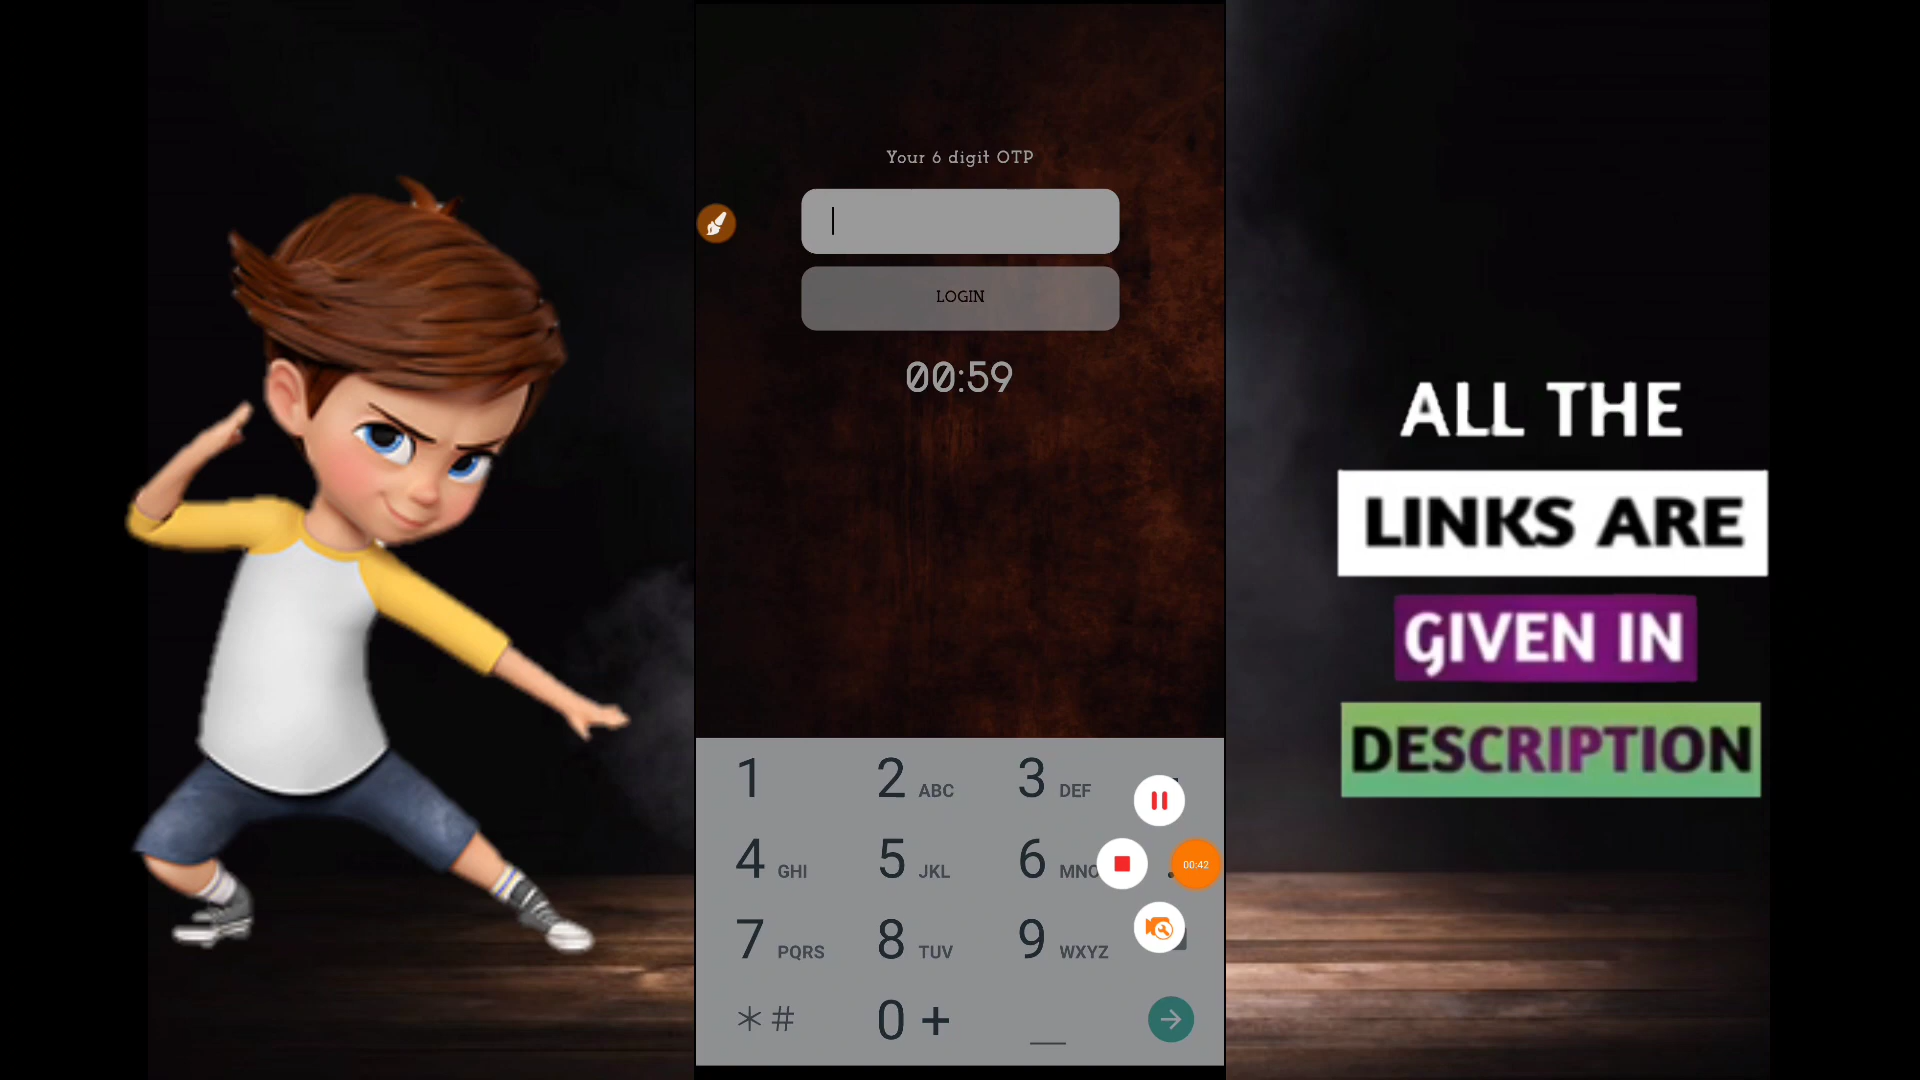 Your 6 digit OTP
LOGIN
00:59
ALL THE
LINKS ARE
GIVEN IN
DESCRIPTION
1
2 ABC
3 DEF
4 GHI
5 JKL
6 MNO
00:42
7 PQRS
8 TUV
9 WXYZ
*#
0 +